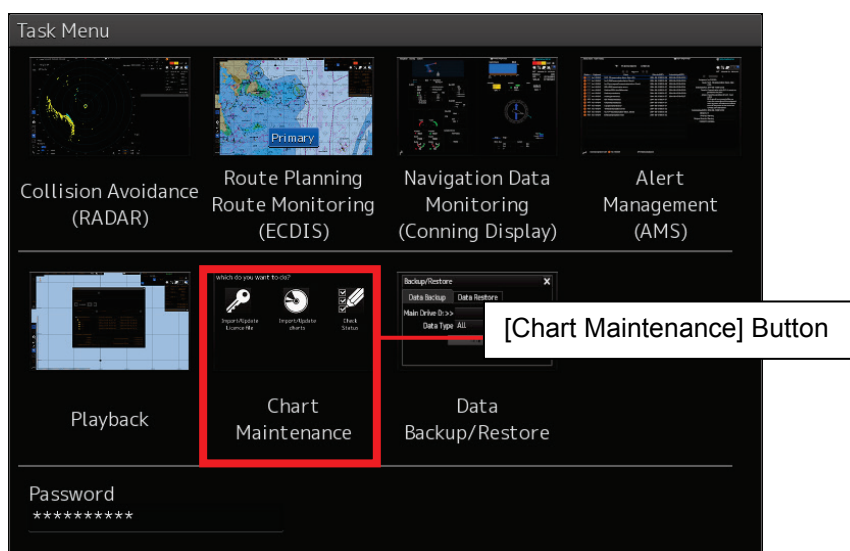 Task Menu
Primary
Collision Avoidance
(RADAR)
Route Planning
Route Monitoring
(ECDIS)
Navigation Data
Monitoring
(Conning Display)
Alert
Management
(AMS)
which do you want to do?
Import/Update
Licence file
Import/Update
charts
Check
Status
Backup/Restore
X
Data Backup Data Restore
Main Drive D:>>
Data Type All
[Chart Maintenance] Button
Playback
Chart
Maintenance
Data
Backup/Restore
Password
**********